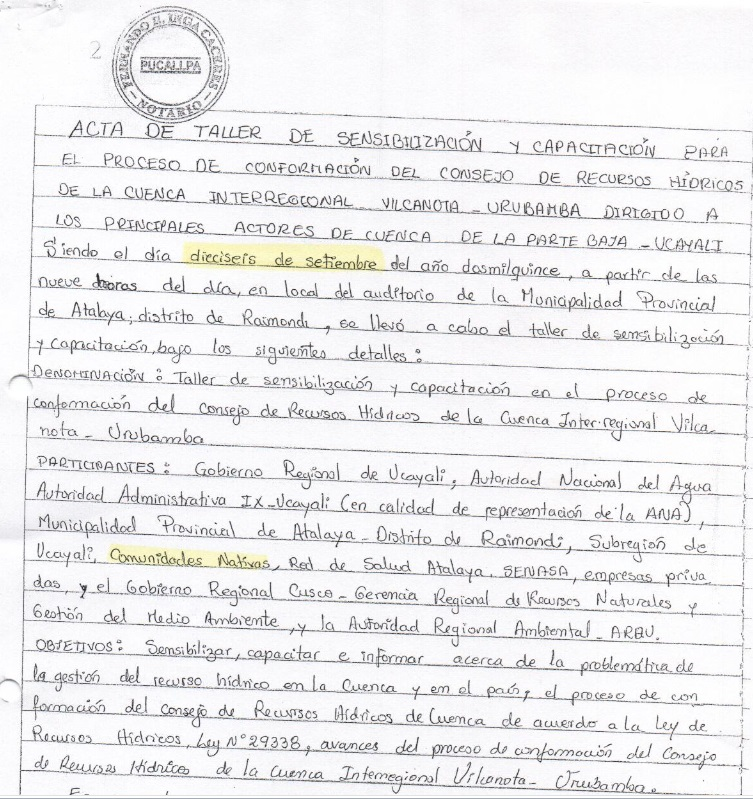 2
FERNANDO E. INGA CACERES
PUCALLPA
NOTARIO
ACTA DE TALLER DE SENSIBILIZACIÓN Y CAPACITACIÓN PARA
EL PROCESO DE CONFORMACIÓN DEL CONSEJO DE RECURSOS HÍDRICOS
DE LA CUENCA INTERREGIONAL VILCANOTA - URUBAMBA DIRIGIDO A
LOS PRINCIPALES ACTORES DE CUENCA DE LA PARTE BAJA - UCAYALI
Siendo el día dieciseis de setiembre del año dosmilquince, a partir de las
nueve horas del día, en local del auditorio de la Municipalidad Provincial
de Atalaya; distrito de Raimondi, se llevó a cabo el taller de sensibilización
y capacitación, bajo los siguientes detalles:
DENOMINACIÓN: Taller de sensibilización y capacitación en el proceso de
conformación del consejo de Recursos Hídricos de la Cuenca Inter-regional Vilca
nota - Urubamba
PARTICIPANTES: Gobierno Regional de Ucayali, Autoridad Nacional del Agua
Autoridad Administrativa IX - Ucayali (en calidad de representación de la ANA),
Municipalidad Provincial de Atalaya - Distrito de Raimondi, Subregión de
Ucayali, Comunidades Nativas, Red de Salud Atalaya. SENASA, empresas priva
das, y el Gobierno Regional Cusco - Gerencia Regional de Recursos Naturales y
Gestión del Medio Ambiente, y la Autoridad Regional Ambiental - ARAU.
OBJETIVOS: Sensibilizar, capacitar e informar acerca de la problemática de
la gestión del recurso hídrico en la Cuenca y en el país, el proceso de con
formación del consejo de Recursos Hídricos de Cuenca de acuerdo a la Ley de
Recursos Hídricos, Ley N° 29338, avances del proceso de conformación del Consejo
de Recursos Hídricos de la Cuenca Interregional Vilcanota - Urubamba.